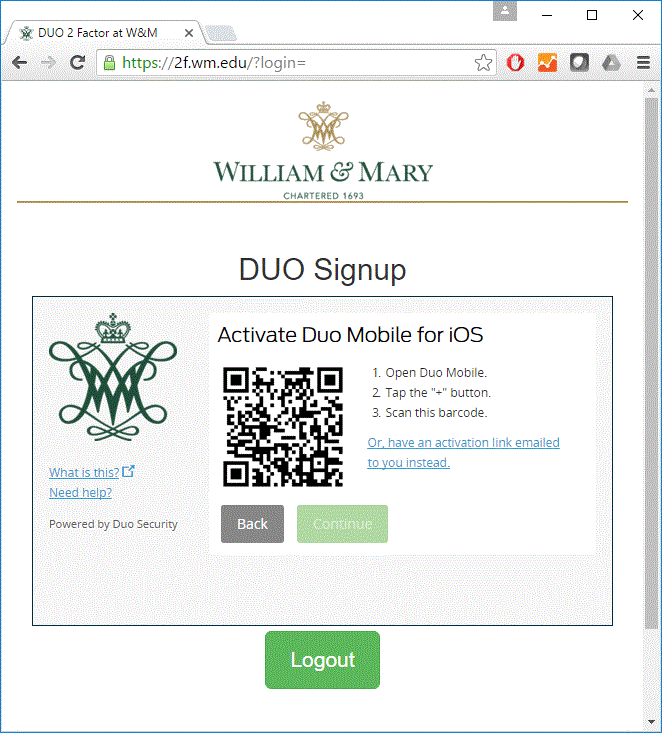 DUO 2 Factor at W&M
https://2f.wm.edu/?login=
WILLIAM & MARY
CHARTERED 1693
DUO Signup
Activate Duo Mobile for iOS
1. Open Duo Mobile.
2. Tap the "+" button.
3. Scan this barcode.
Or, have an activation link emailed
to you instead.
What is this?
Need help?
Powered by Duo Security
Back
Continue
Logout